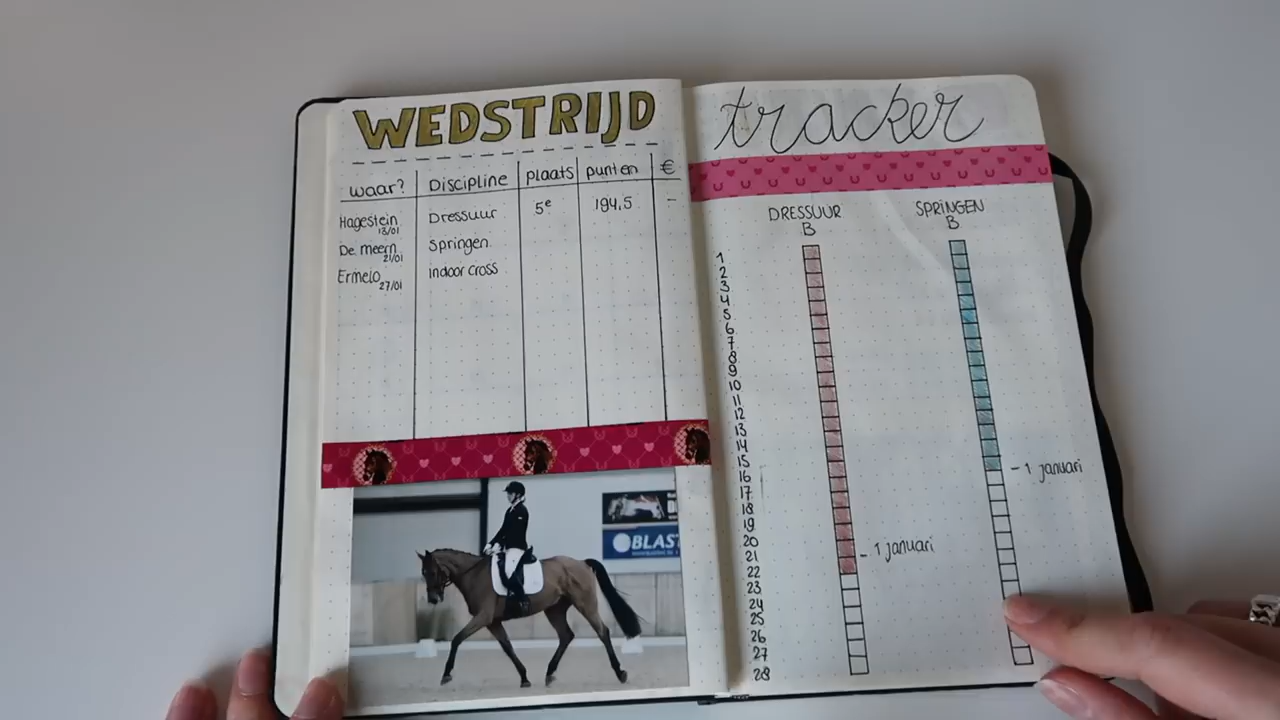 WEDSTRIJD
waar? Discipline plaats punten €
Hagestein 13/01 Dressuur 5e 194,5 -
De meern 21/01 Springen
Ermelo 27/01 indoor cross
BLAST
tracker
DRESSUUR SPRINGEN
B B
1
2
3
4
5
6
7
8
9
10
11
12
13
14
15
16 - 1 januari
17
18
19
20
21 - 1 januari
22
23
24
25
26
27
28